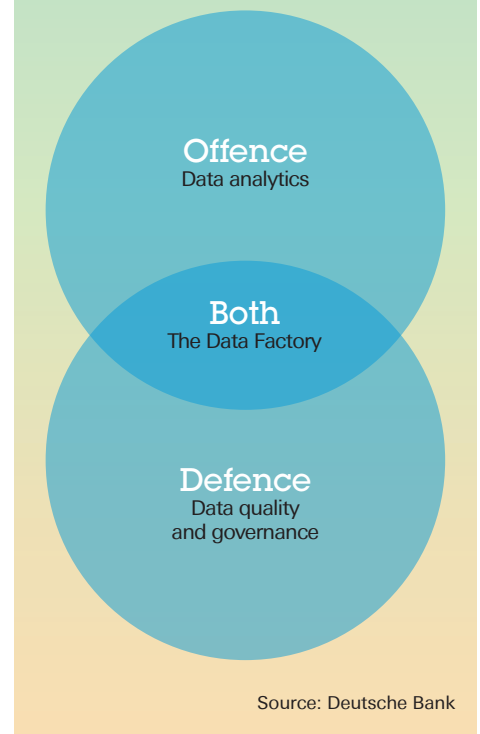 Offence
Data analytics
Both
The Data Factory
Defence
Data quality
and governance
Source: Deutsche Bank